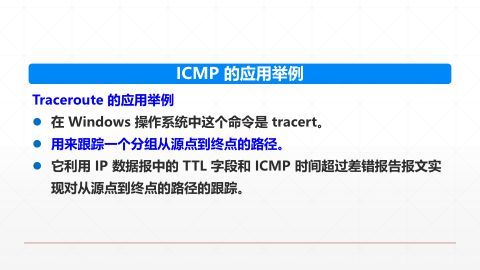 ICMP 的应用举例
Traceroute 的应用举例
● 在 Windows 操作系统中这个命令是 tracert。
● 用来跟踪一个分组从源点到终点的路径。
● 它利用 IP 数据报中的 TTL 字段和 ICMP 时间超过差错报告报文实
现对从源点到终点的路径的跟踪。